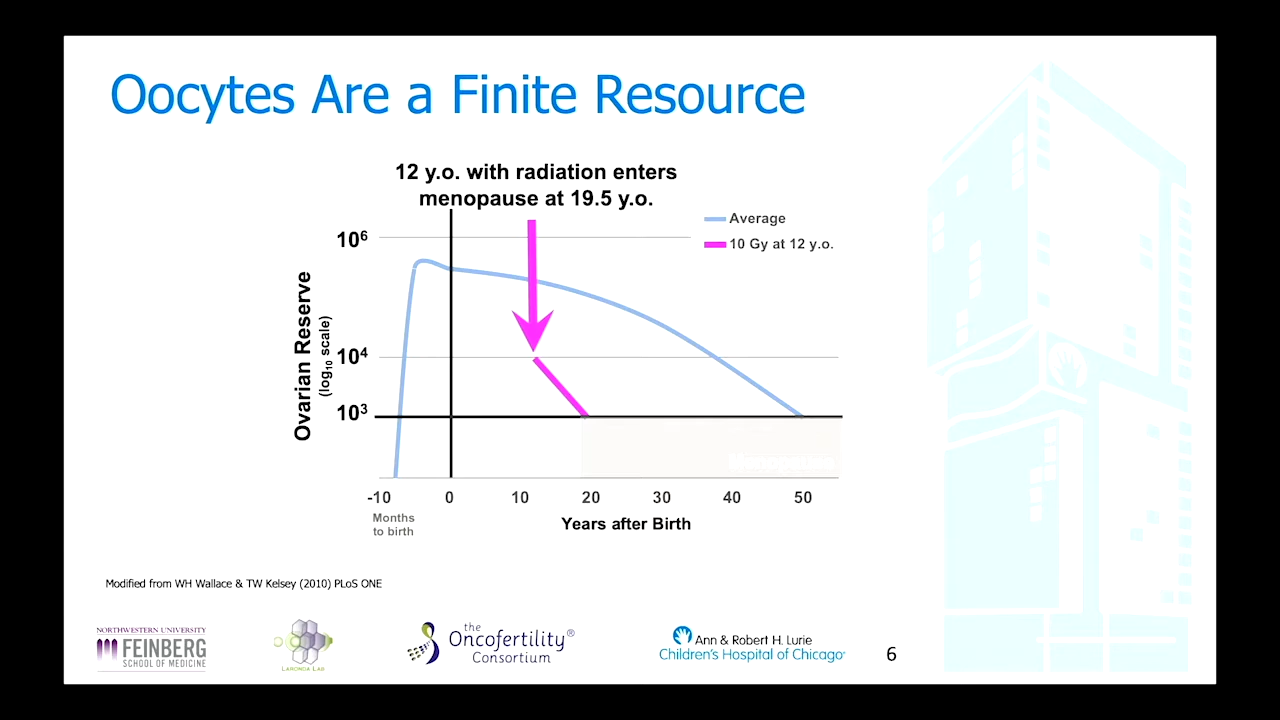 Oocytes Are a Finite Resource
12 y.o. with radiation enters
menopause at 19.5 y.o.
Average
10 Gy at 12 y.o.
Ovarian Reserve
(log₁₀ scale)
10⁶
10⁴
10³
-10 0 10 20 30 40 50
Months
to birth
Years after Birth
Menopause
Modified from WH Wallace & TW Kelsey (2010) PLoS ONE
NORTHWESTERN UNIVERSITY
FEINBERG
SCHOOL OF MEDICINE
LARONDA LAB
the
Oncofertility®
Consortium
Ann & Robert H. Lurie
Children's Hospital of Chicago
6